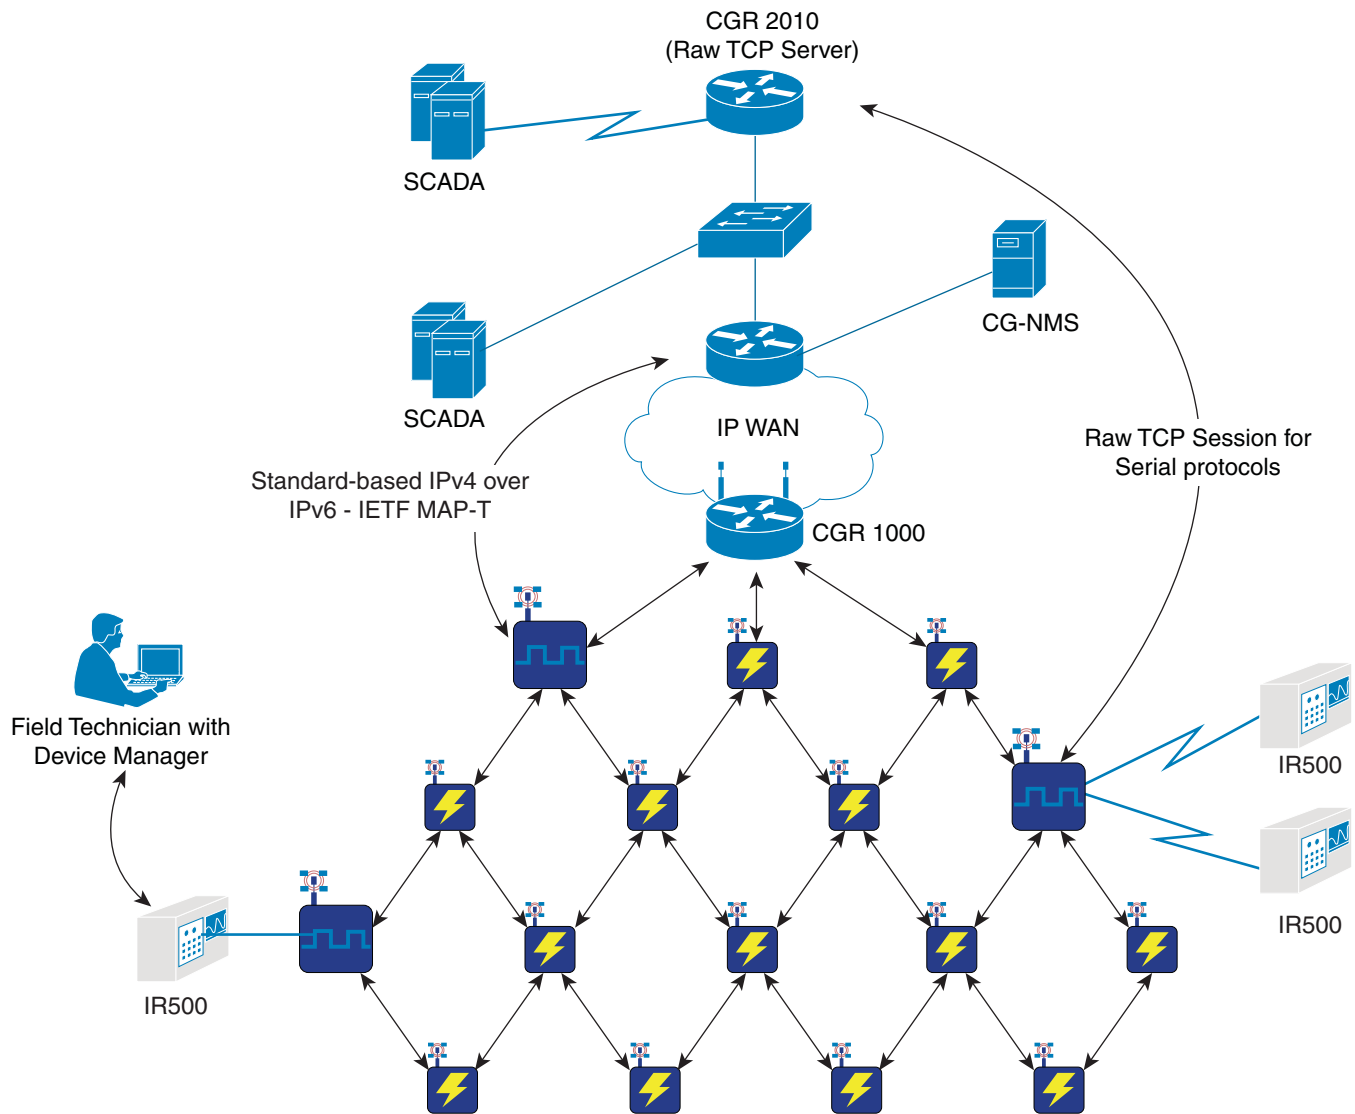 CGR 2010
(Raw TCP Server)
SCADA
CG-NMS
SCADA
IP WAN
Raw TCP Session for
Serial protocols
Standard-based IPv4 over
IPv6 - IETF MAP-T
CGR 1000
Field Technician with
Device Manager
IR500
IR500
IR500